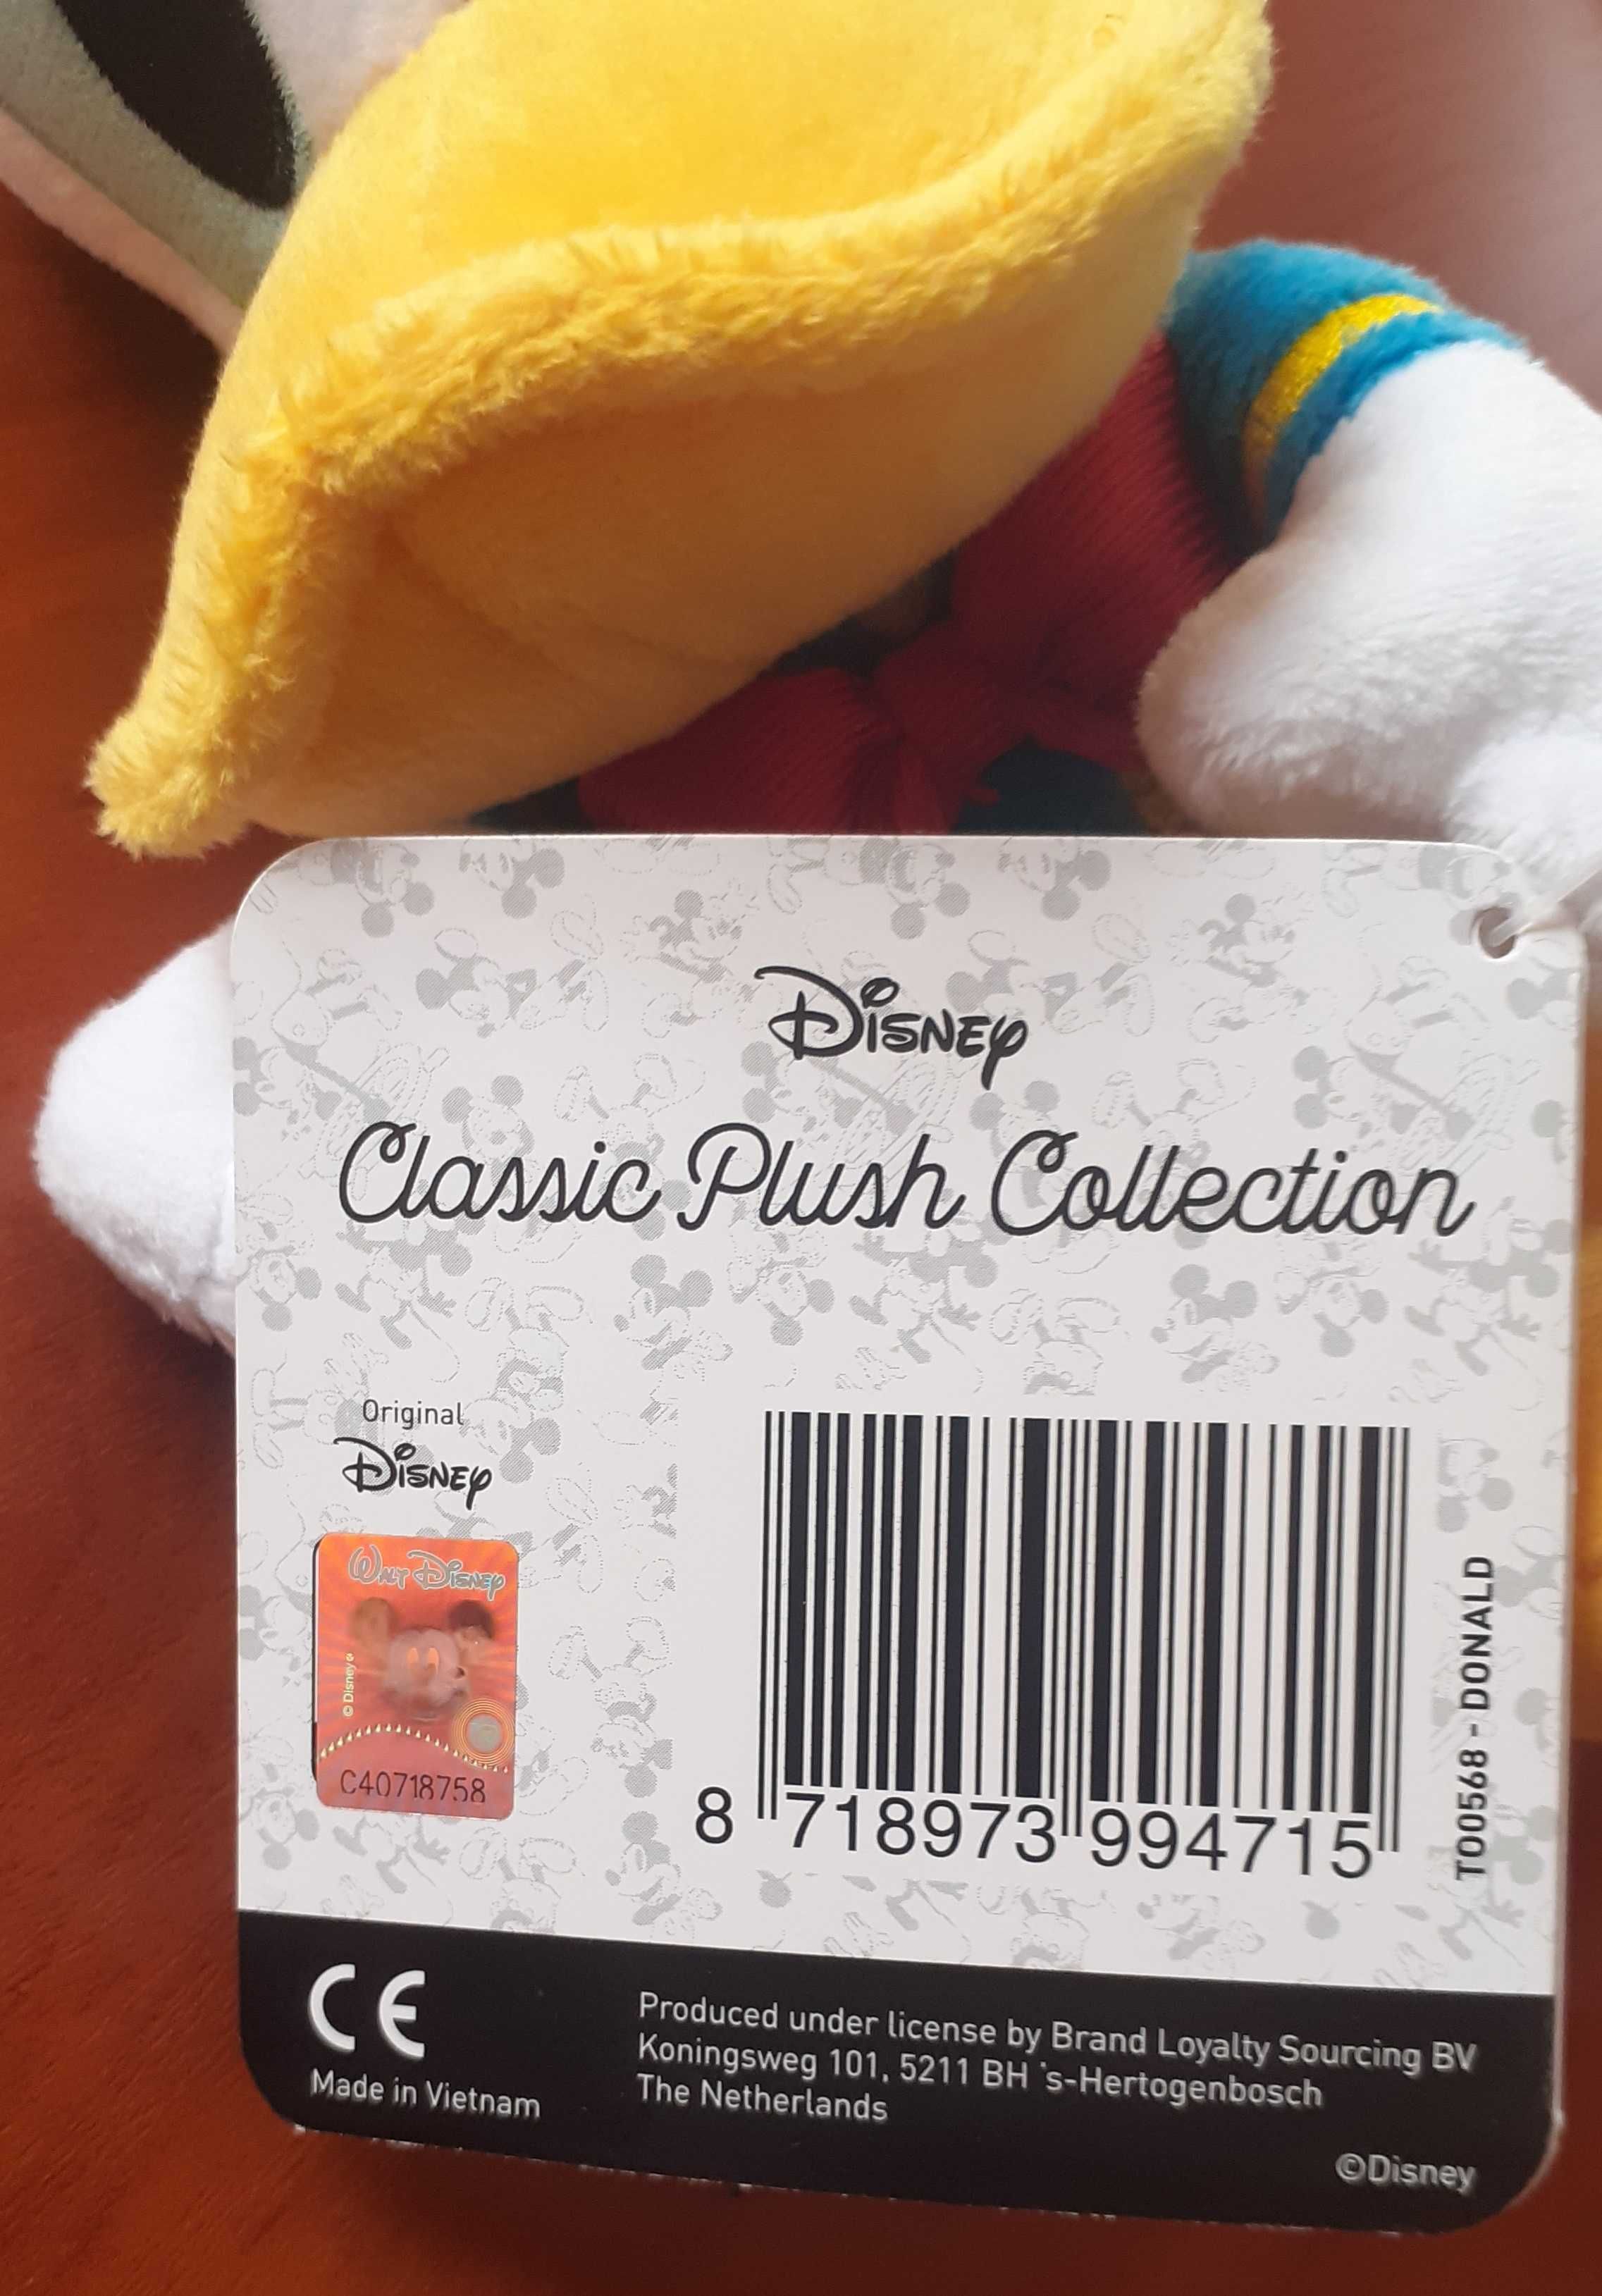 Disney
Classic Plush Collection
Original
Disney
Walt Disney
© Disney
C40718758
8 718973 994715
T00568 - DONALD
CE
Made in Vietnam
Produced under license by Brand Loyalty Sourcing BV
Koningsweg 101, 5211 BH 's-Hertogenbosch
The Netherlands
©Disney